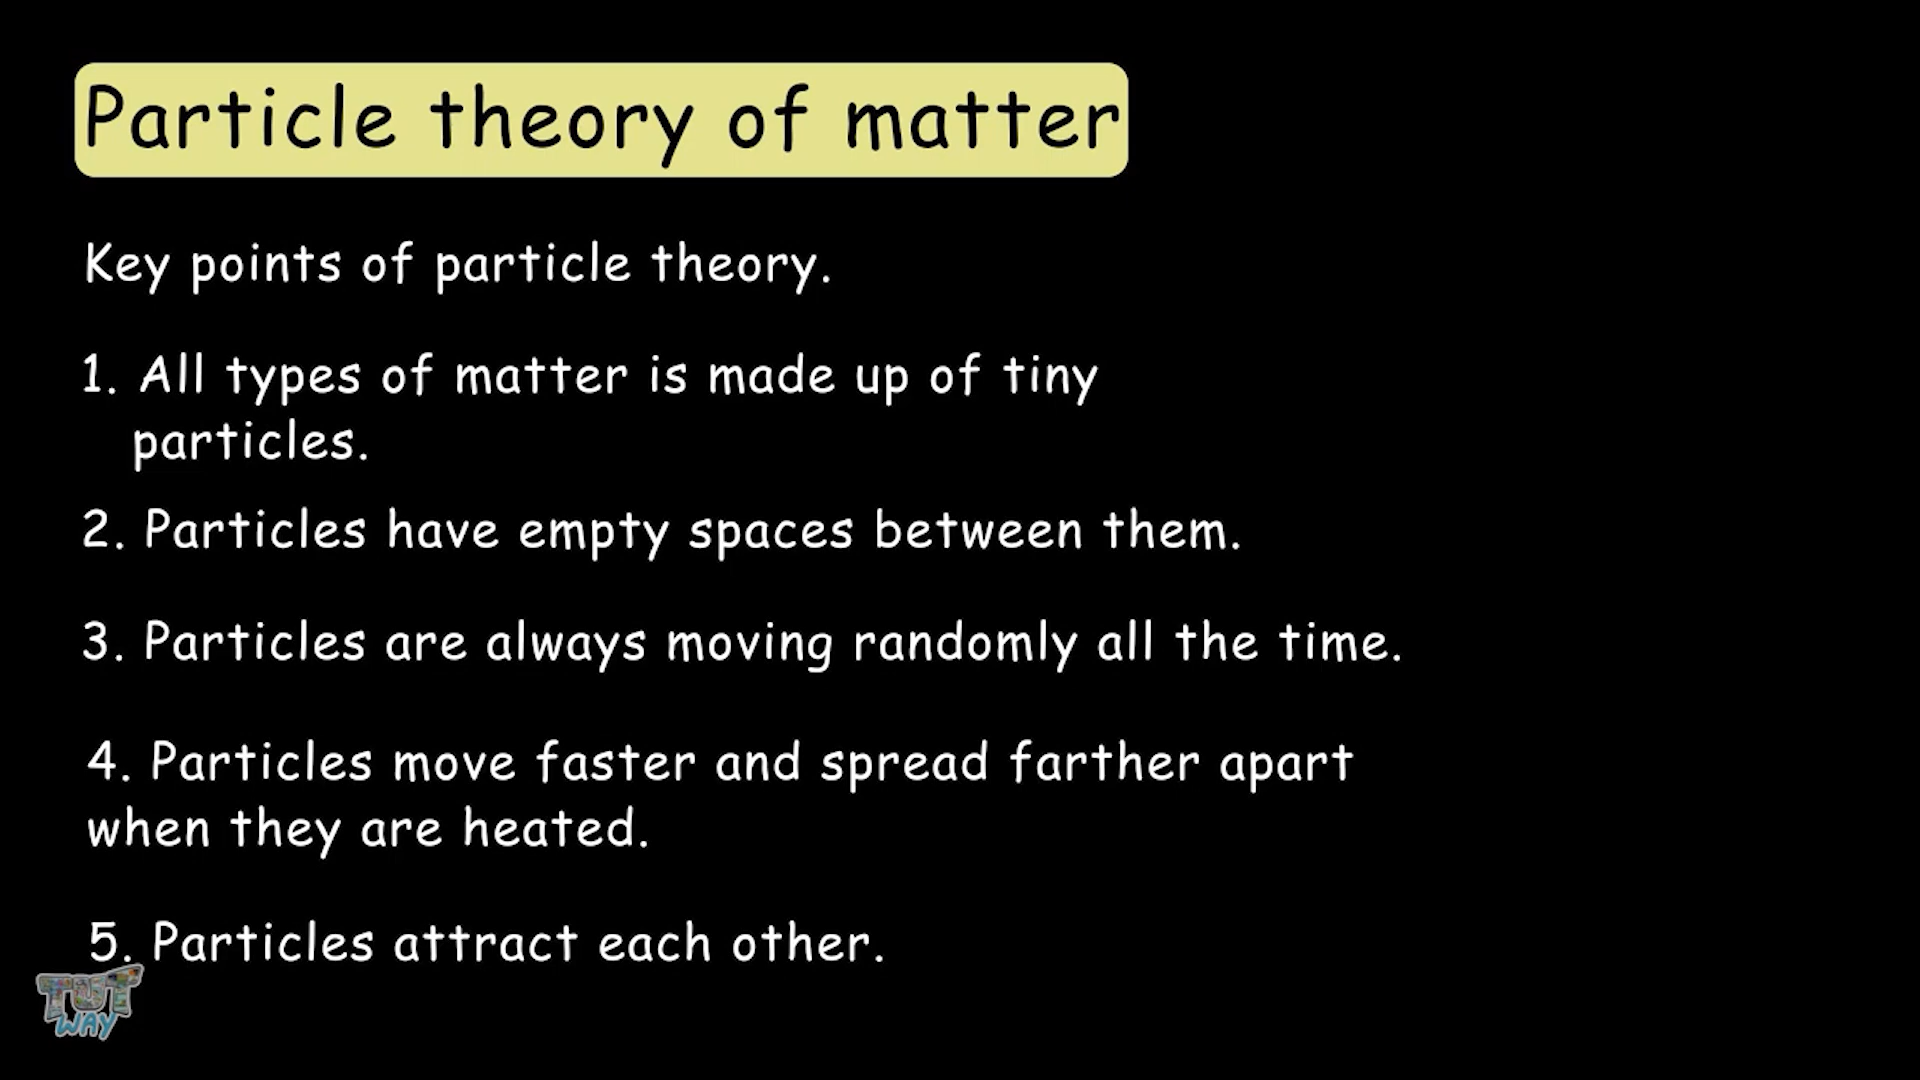 Particle theory of matter
Key points of particle theory.
1. All types of matter is made up of tiny
particles.
2. Particles have empty spaces between them.
3. Particles are always moving randomly all the time.
4. Particles move faster and spread farther apart
when they are heated.
5. Particles attract each other.
TUT
WAY